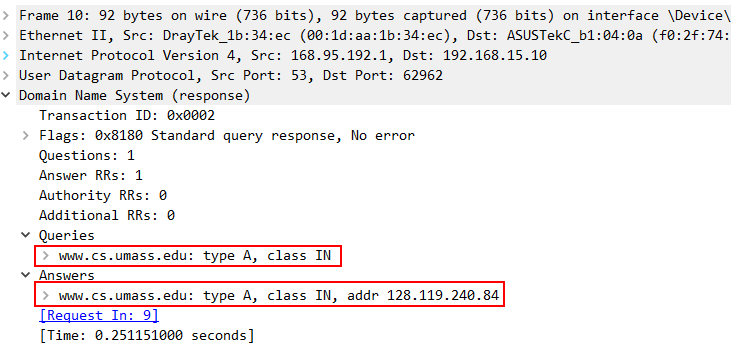 Frame 10: 92 bytes on wire (736 bits), 92 bytes captured (736 bits) on interface \Device\
Ethernet II, Src: DrayTek_1b:34:ec (00:1d:aa:1b:34:ec), Dst: ASUSTekC_b1:04:0a (f0:2f:74:
Internet Protocol Version 4, Src: 168.95.192.1, Dst: 192.168.15.10
User Datagram Protocol, Src Port: 53, Dst Port: 62962
Domain Name System (response)
Transaction ID: 0x0002
Flags: 0x8180 Standard query response, No error
Questions: 1
Answer RRs: 1
Authority RRs: 0
Additional RRs: 0
Queries
www.cs.umass.edu: type A, class IN
Answers
www.cs.umass.edu: type A, class IN, addr 128.119.240.84
[Request In: 9]
[Time: 0.251151000 seconds]